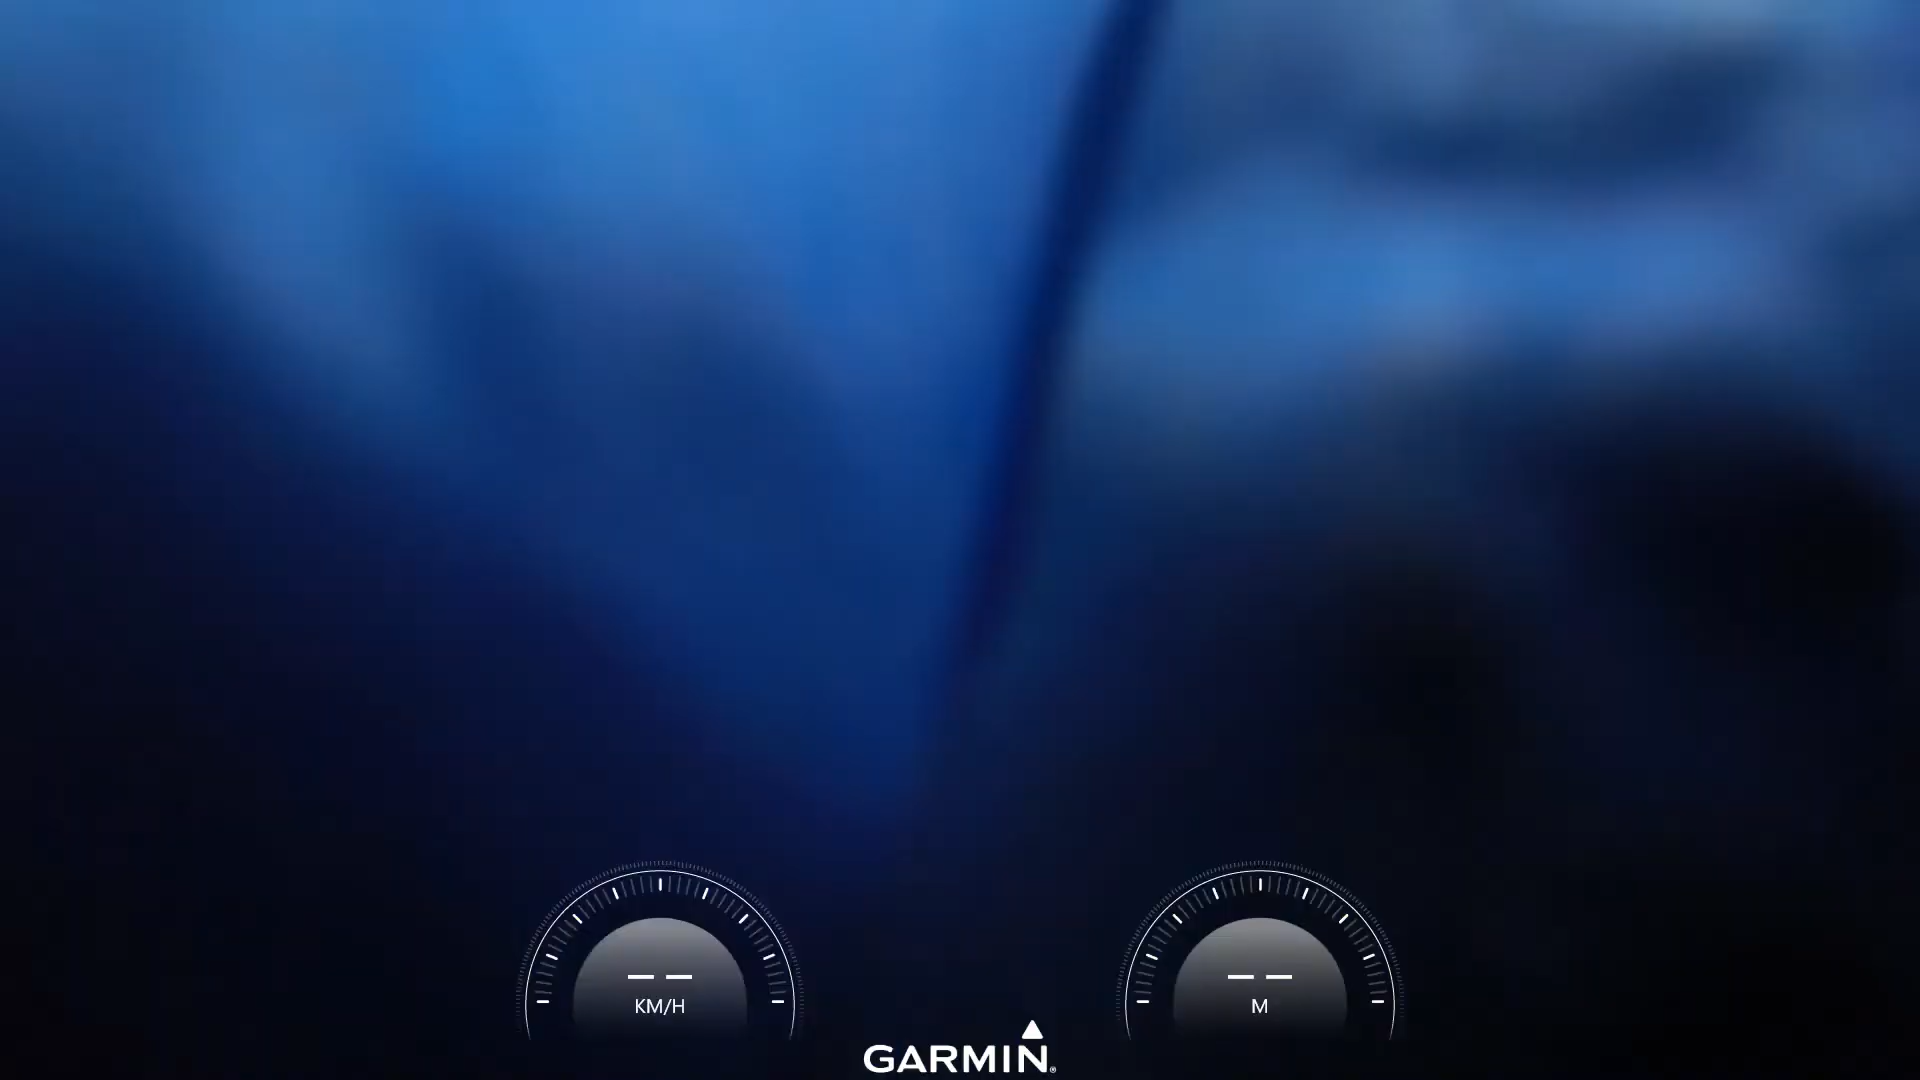 — —
KM/H
— —
M
GARMIN®